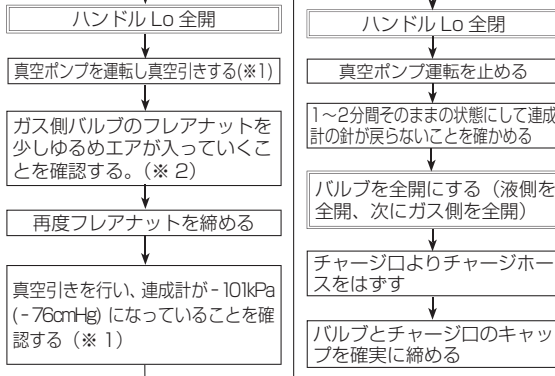 ハンドル Lo 全開
真空ポンプを運転し真空引きする(※1)
ガス側バルブのフレアナットを
少しゆるめエアが入っていくこ
とを確認する。(※ 2)
再度フレアナットを締める
真空引きを行い、連成計が-101kPa
(-76cmHg) になっていることを確
認する (※ 1)
ハンドル Lo 全閉
真空ポンプ運転を止める
1〜2分間そのままの状態にして連成
計の針が戻らないことを確かめる
バルブを全開にする（液側を
全開、次にガス側を全開）
チャージ口よりチャージホー
スをはずす
バルブとチャージ口のキャッ
プを確実に締める